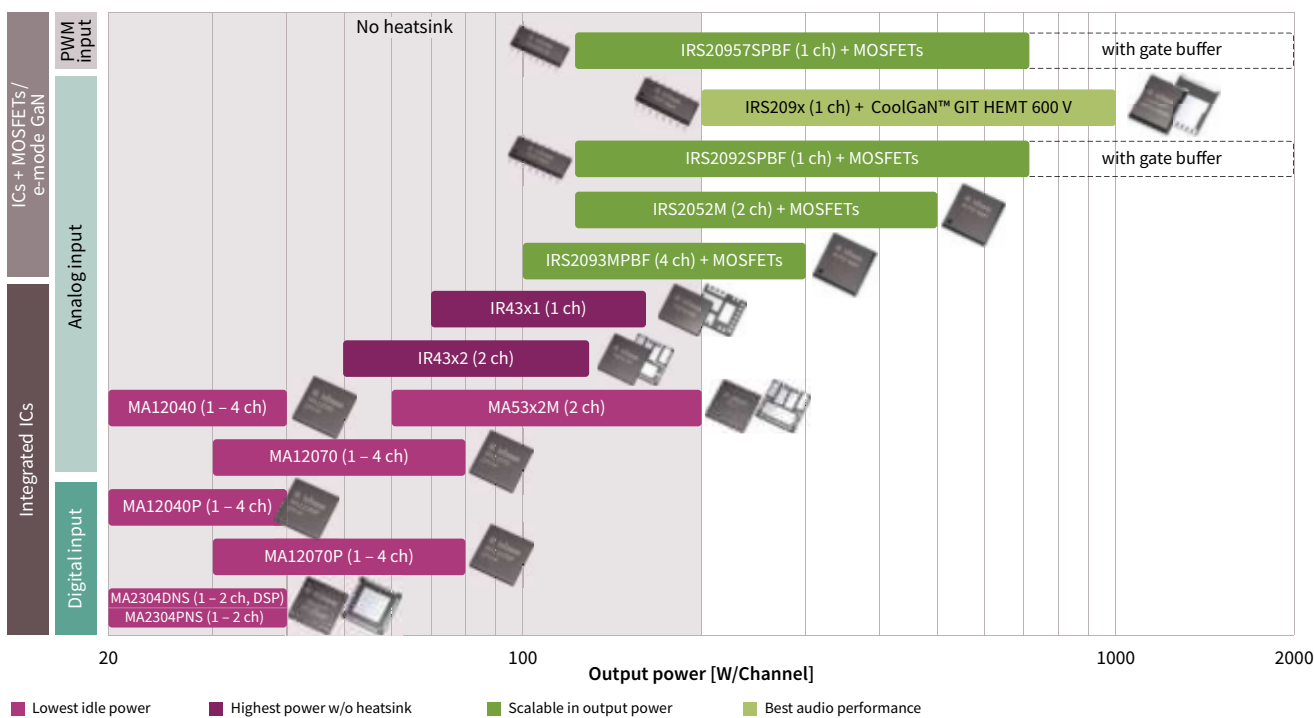 No heatsink
PWM
input
IRS20957SPBF (1 ch) + MOSFETs
with gate buffer
ICs + MOSFETs/
e-mode GaN
Analog input
IRS209x (1 ch) + CoolGaN™ GIT HEMT 600 V
IRS2092SPBF (1ch) + MOSFETs
with gate buffer
IRS2052M (2 ch) + MOSFETs
IRS2093MPBF (4 ch) + MOSFETs
Integrated ICs
IR43x1 (1 ch)
IR43x2 (2 ch)
MA12040 (1 – 4 ch)
MA53x2M (2 ch)
MA12070 (1 – 4 ch)
Digital input
MA12040P (1 – 4 ch)
MA12070P (1 – 4 ch)
MA2304DNS (1 – 2 ch, DSP)
MA2304PNS (1 – 2 ch)
20
100
1000
2000
Output power [W/Channel]
Lowest idle power
Highest power w/o heatsink
Scalable in output power
Best audio performance